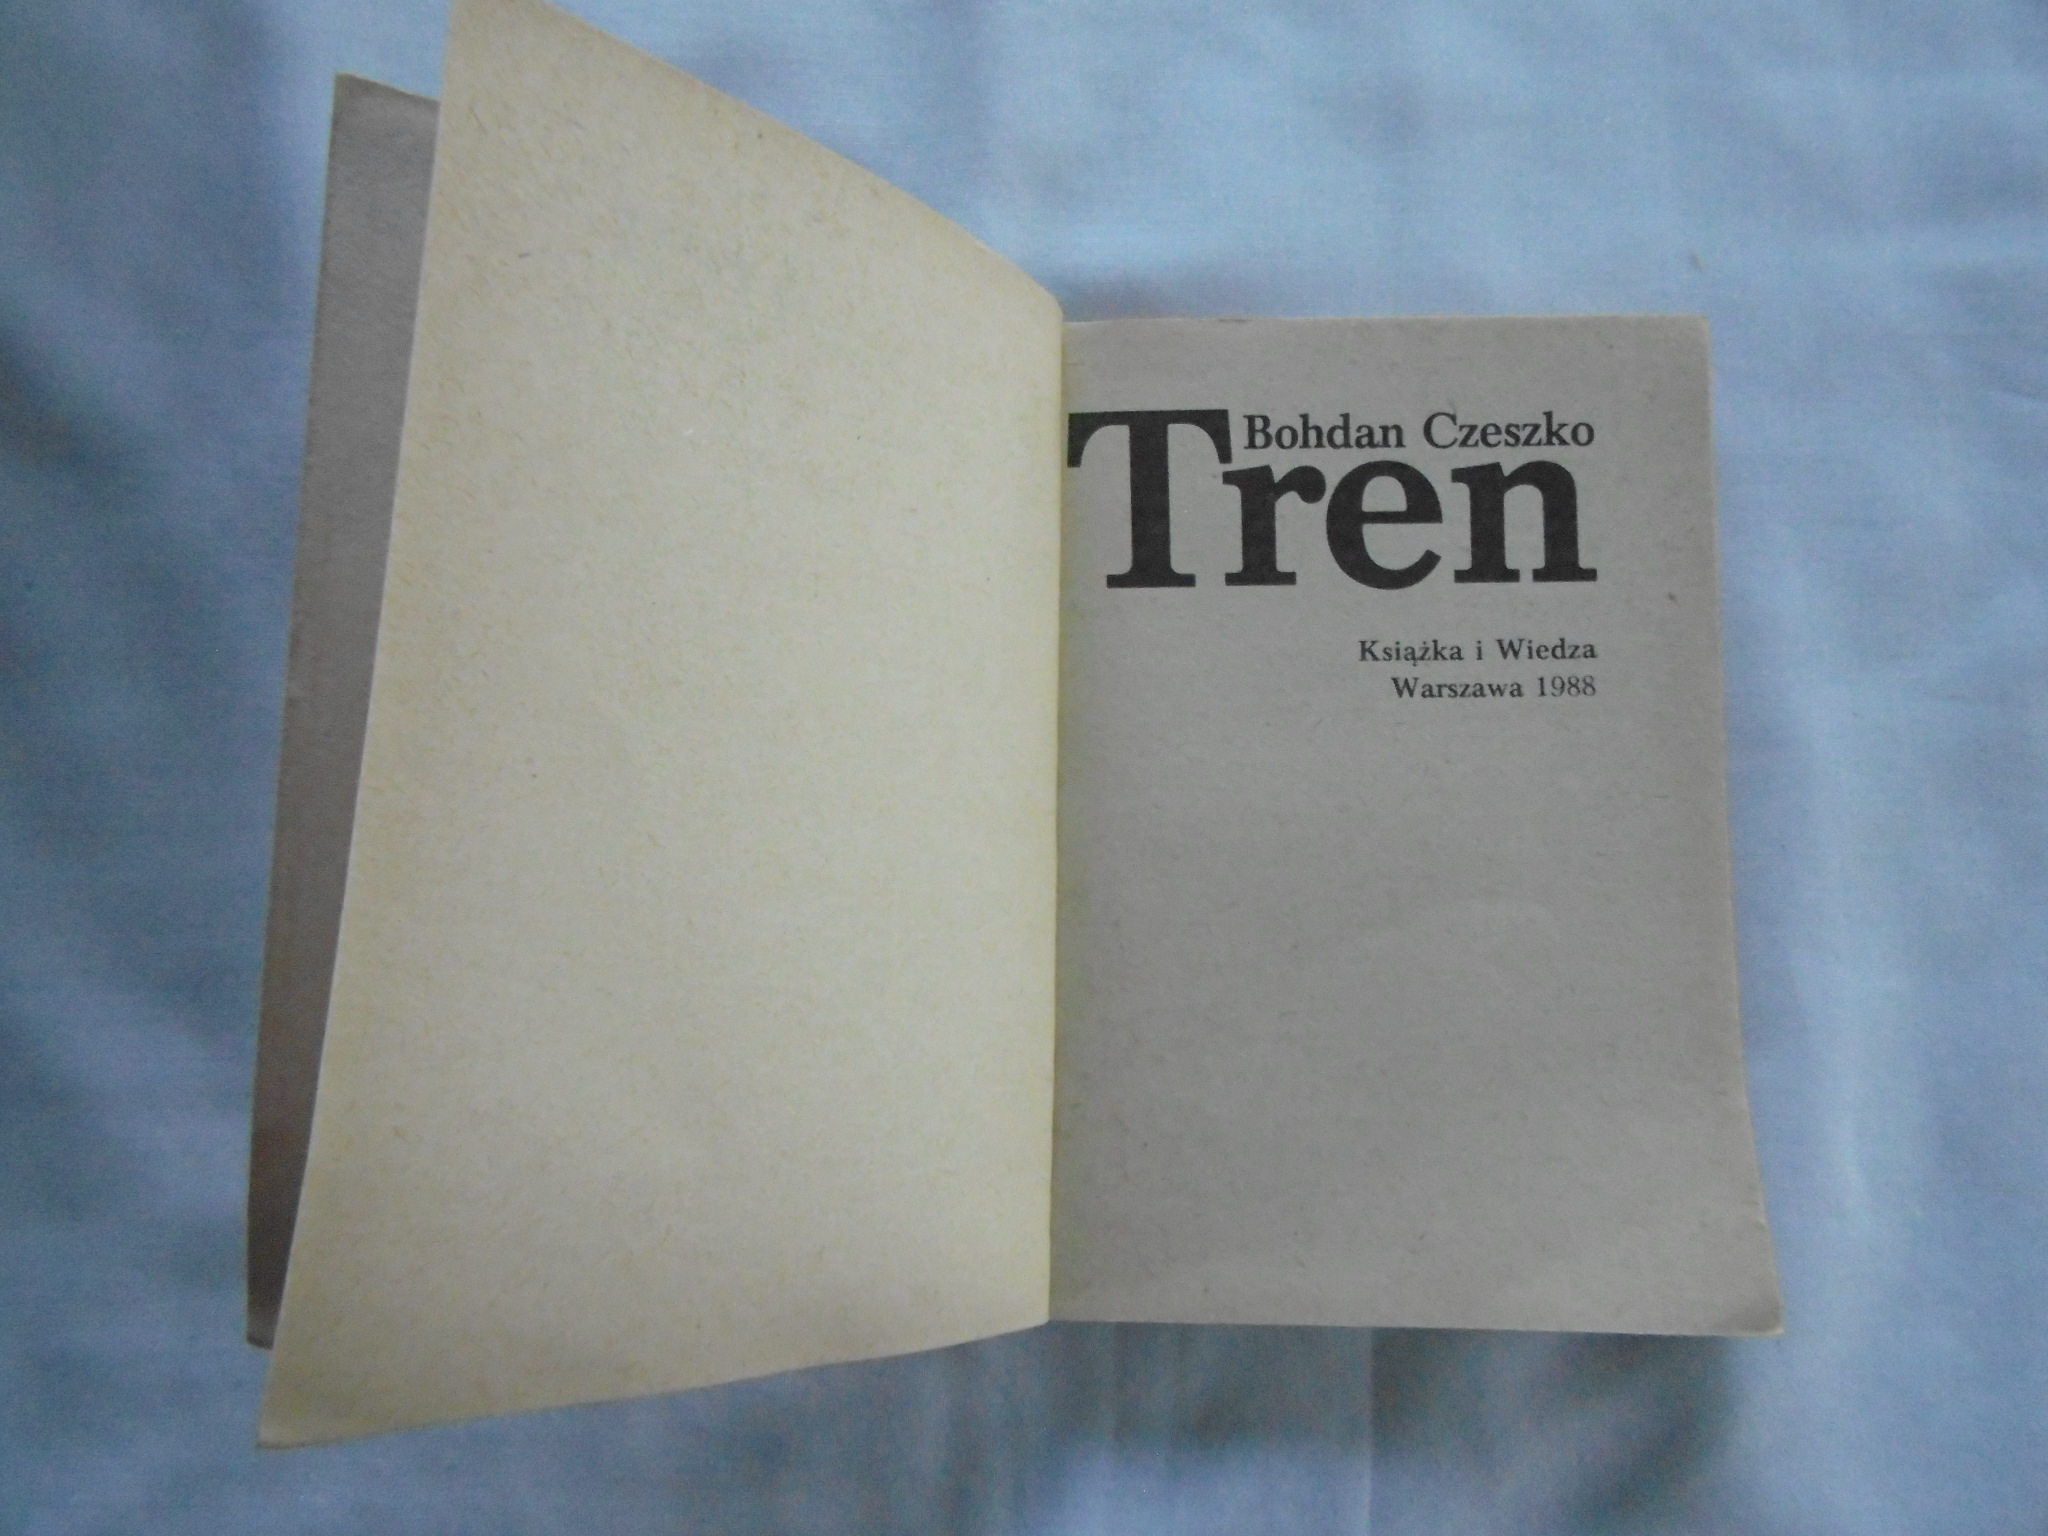 Bohdan Czeszko
Tren
Książka i Wiedza
Warszawa 1988